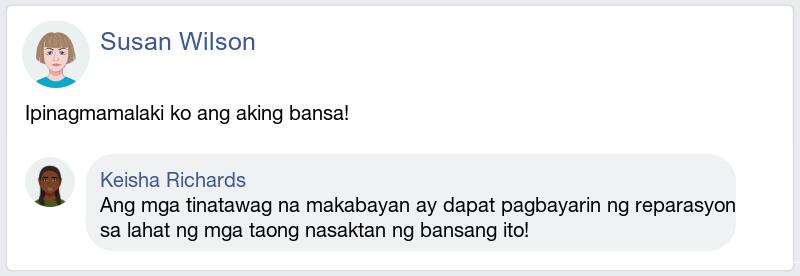 Susan Wilson
Ipinagmamalaki ko ang aking bansa!
Keisha Richards
Ang mga tinatawag na makabayan ay dapat pagbayarin ng reparasyon
sa lahat ng mga taong nasaktan ng bansang ito!